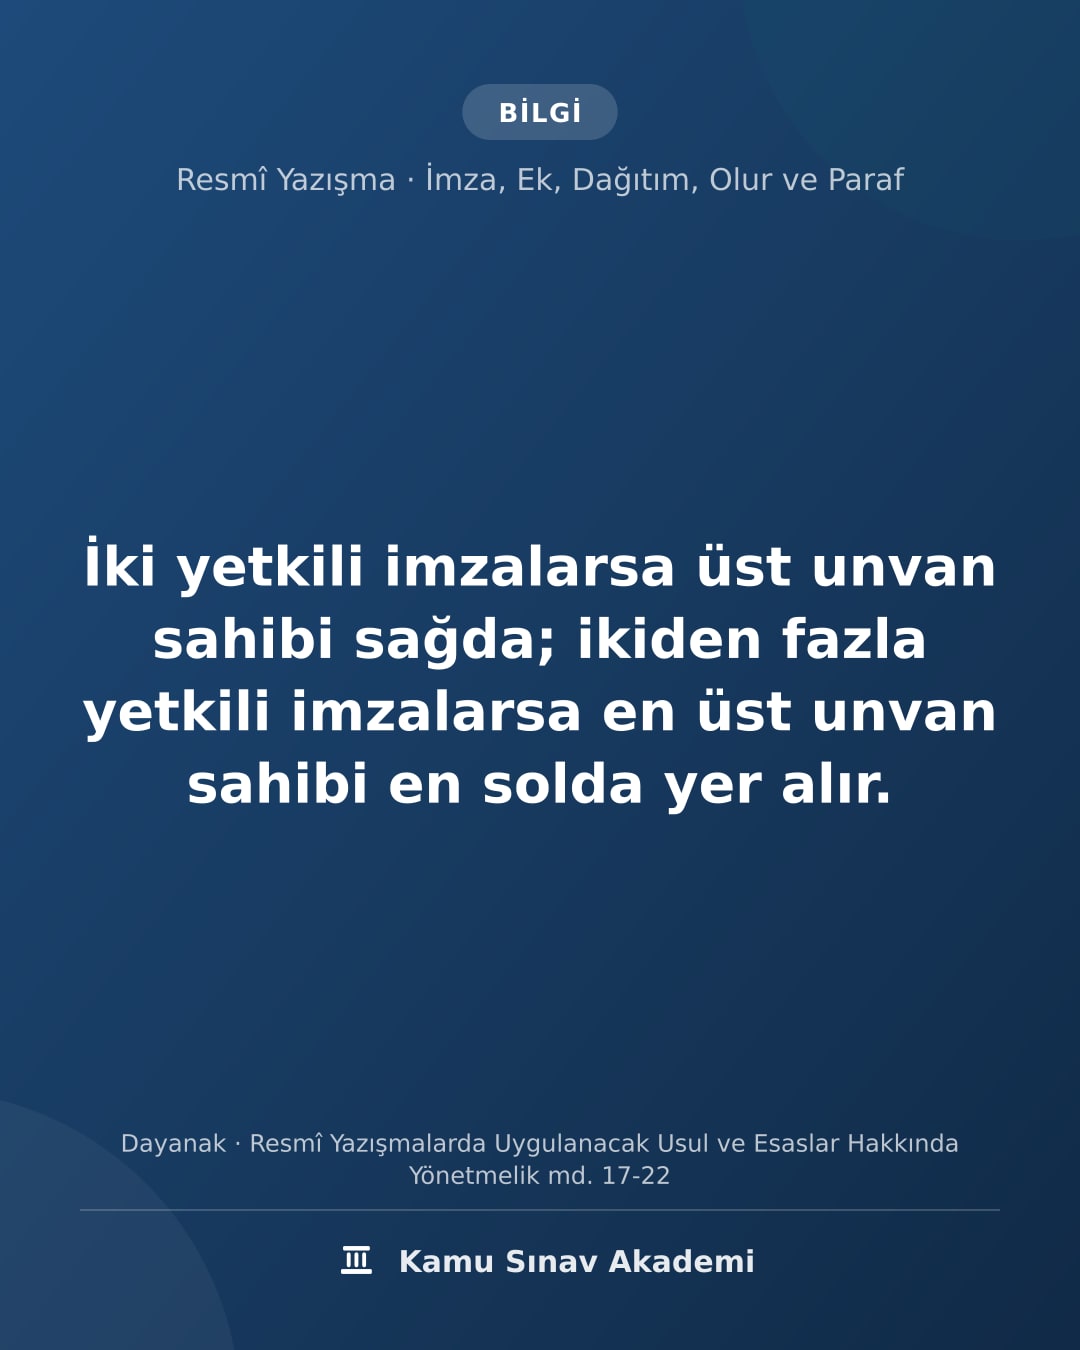 BİLGİ
Resmî Yazışma · İmza, Ek, Dağıtım, Olur ve Paraf
İki yetkili imzalarsa üst unvan
sahibi sağda; ikiden fazla
yetkili imzalarsa en üst unvan
sahibi en solda yer alır.
Dayanak · Resmî Yazışmalarda Uygulanacak Usul ve Esaslar Hakkında
Yönetmelik md. 17-22
Kamu Sınav Akademi